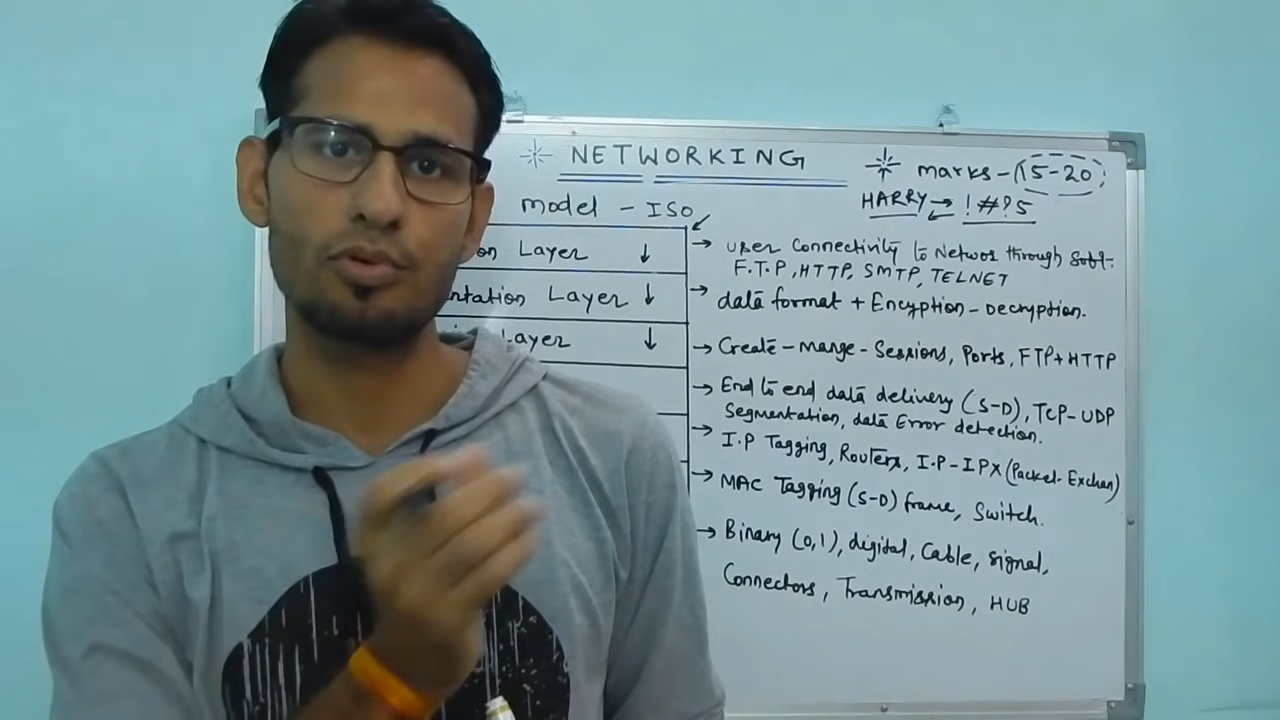 NETWORKING
marks-(15-20)
HARRY → !#?5
model - ISO
on Layer ↓
ntation Layer ↓
Layer ↓
→ user Connectivity to Networ through Soft-
F.T.P, HTTP, SMTP, TELNET
→ data format + Encyption-Decryption.
→ Create-mange-Sessions, Ports, FTP+HTTP
→ End to end data delivery (S-D), TCP-UDP
Segmentation, data Error detection.
→ I.P Tagging, Routers, I.P-IPX (Packet-Exchan)
→ MAC Tagging (S-D) frame, Switch.
→ Binary (0,1), digital, Cable, signal,
Connectors, Transmission, HUB